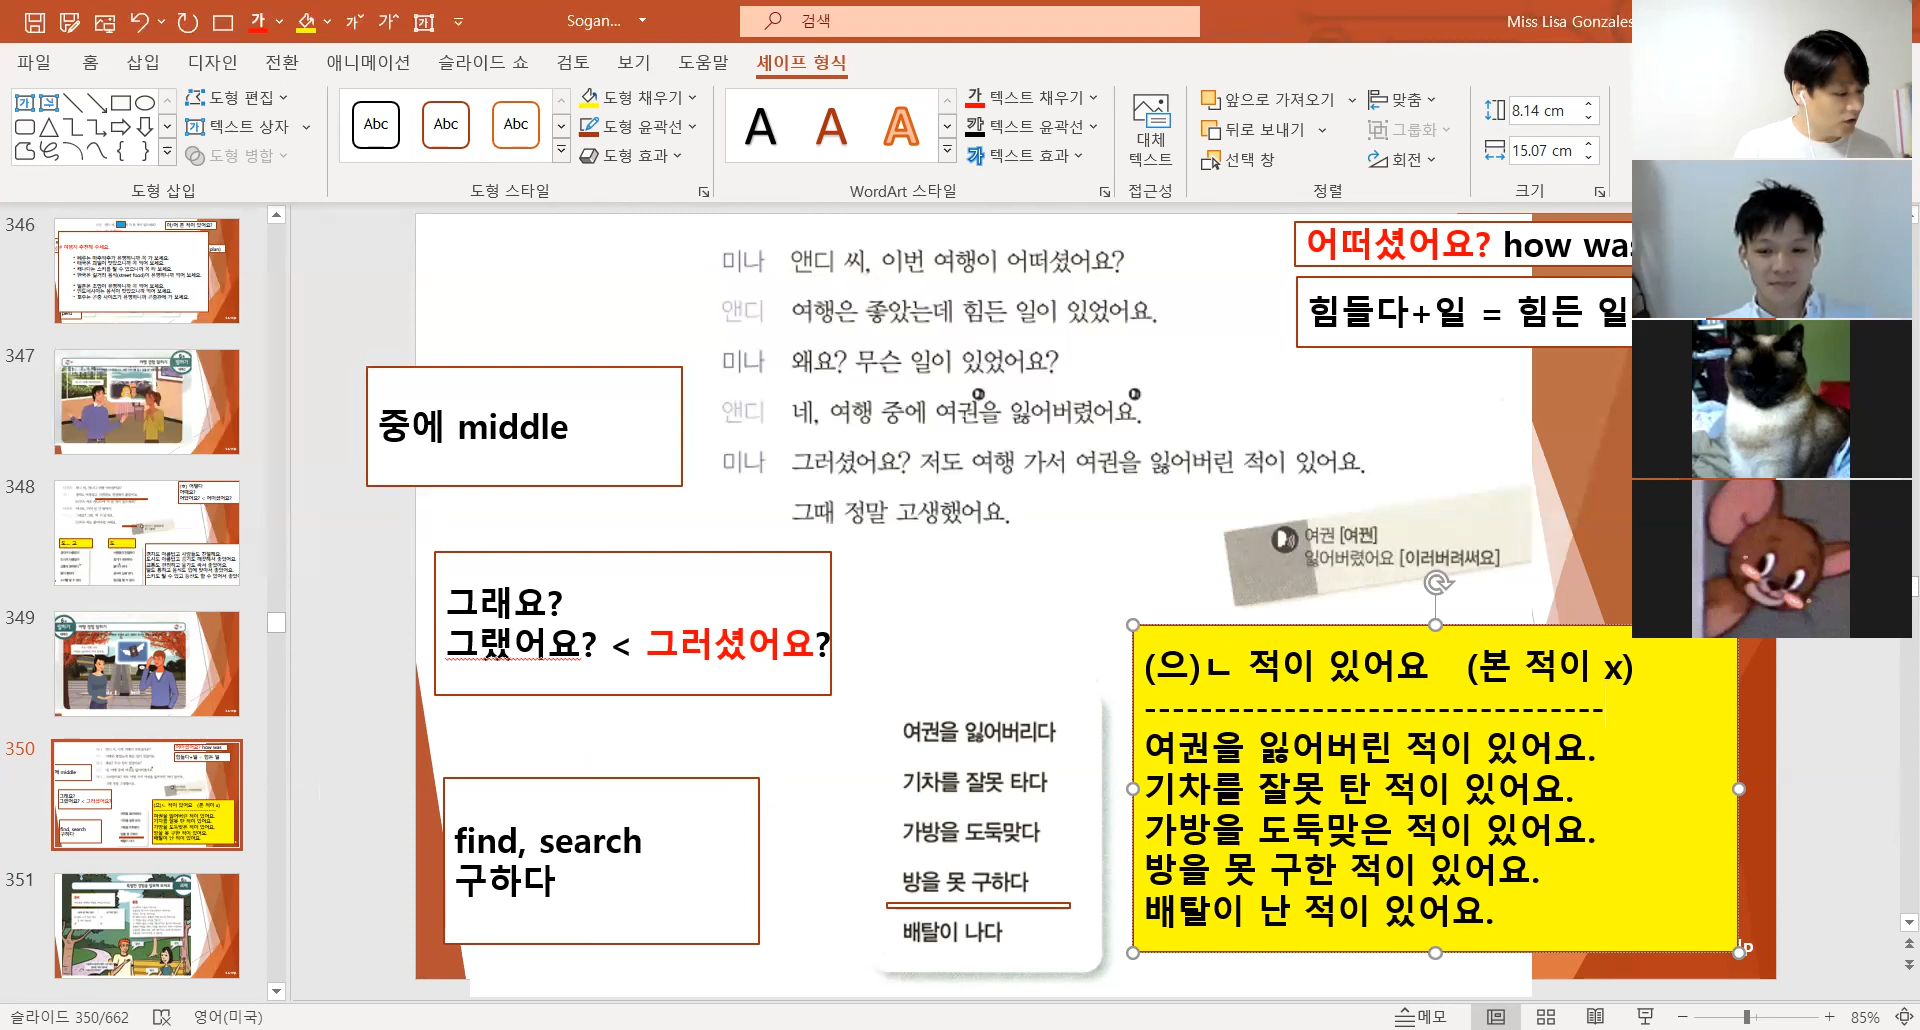 Sogan...
검색
Miss Lisa Gonzales
파일 홈 삽입 디자인 전환 애니메이션 슬라이드 쇼 검토 보기 도움말 셰이프 형식
도형 편집
텍스트 상자
도형 병합
도형 삽입
Abc Abc Abc
도형 채우기
도형 윤곽선
도형 효과
도형 스타일
A A A
텍스트 채우기
텍스트 윤곽선
텍스트 효과
WordArt 스타일
대체
텍스트
접근성
앞으로 가져오기
뒤로 보내기
선택 창
맞춤
그룹화
회전
정렬
8.14 cm
15.07 cm
크기
346
347
348
349
350
351
미나 앤디 씨, 이번 여행이 어떠셨어요?
앤디 여행은 좋았는데 힘든 일이 있었어요.
미나 왜요? 무슨 일이 있었어요?
앤디 네, 여행 중에 여권을 잃어버렸어요.
미나 그러셨어요? 저도 여행 가서 여권을 잃어버린 적이 있어요.
그때 정말 고생했어요.
어떠셨어요? how was
힘들다+일 = 힘든 일
중에 middle
여권 [여꿘]
잃어버렸어요 [이러버려써요]
그래요?
그랬어요? < 그러셨어요?
find, search
구하다
여권을 잃어버리다
기차를 잘못 타다
가방을 도둑맞다
방을 못 구하다
배탈이 나다
(으)ㄴ 적이 있어요 (본 적이 x)
---------------------------------
여권을 잃어버린 적이 있어요.
기차를 잘못 탄 적이 있어요.
가방을 도둑맞은 적이 있어요.
방을 못 구한 적이 있어요.
배탈이 난 적이 있어요.
슬라이드 350/662
영어(미국)
메모
85%